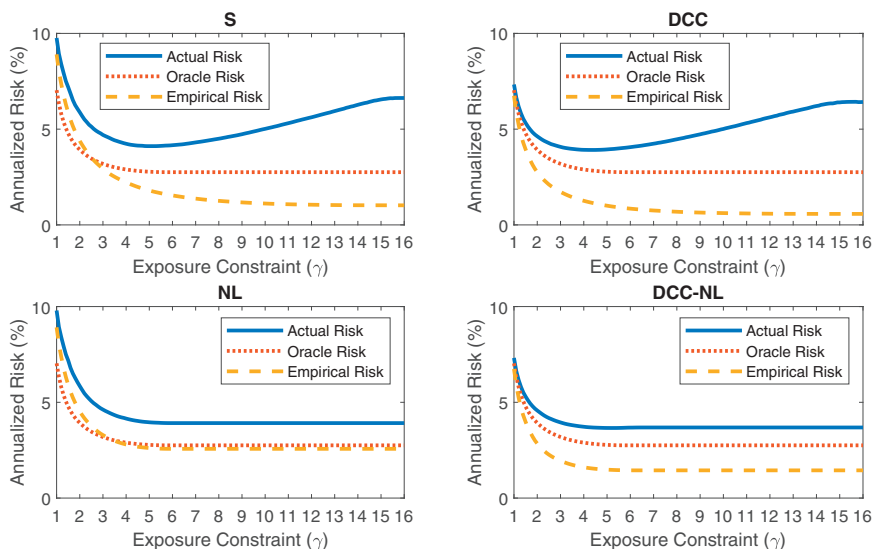 S
Annualized Risk (%)
10
5
0
Actual Risk
Oracle Risk
Empirical Risk
1 2 3 4 5 6 7 8 9 10 11 12 13 14 15 16
Exposure Constraint (γ)
DCC
Annualized Risk (%)
10
5
0
Actual Risk
Oracle Risk
Empirical Risk
1 2 3 4 5 6 7 8 9 10 11 12 13 14 15 16
Exposure Constraint (γ)
NL
Annualized Risk (%)
10
5
0
Actual Risk
Oracle Risk
Empirical Risk
1 2 3 4 5 6 7 8 9 10 11 12 13 14 15 16
Exposure Constraint (γ)
DCC-NL
Annualized Risk (%)
10
5
0
Actual Risk
Oracle Risk
Empirical Risk
1 2 3 4 5 6 7 8 9 10 11 12 13 14 15 16
Exposure Constraint (γ)